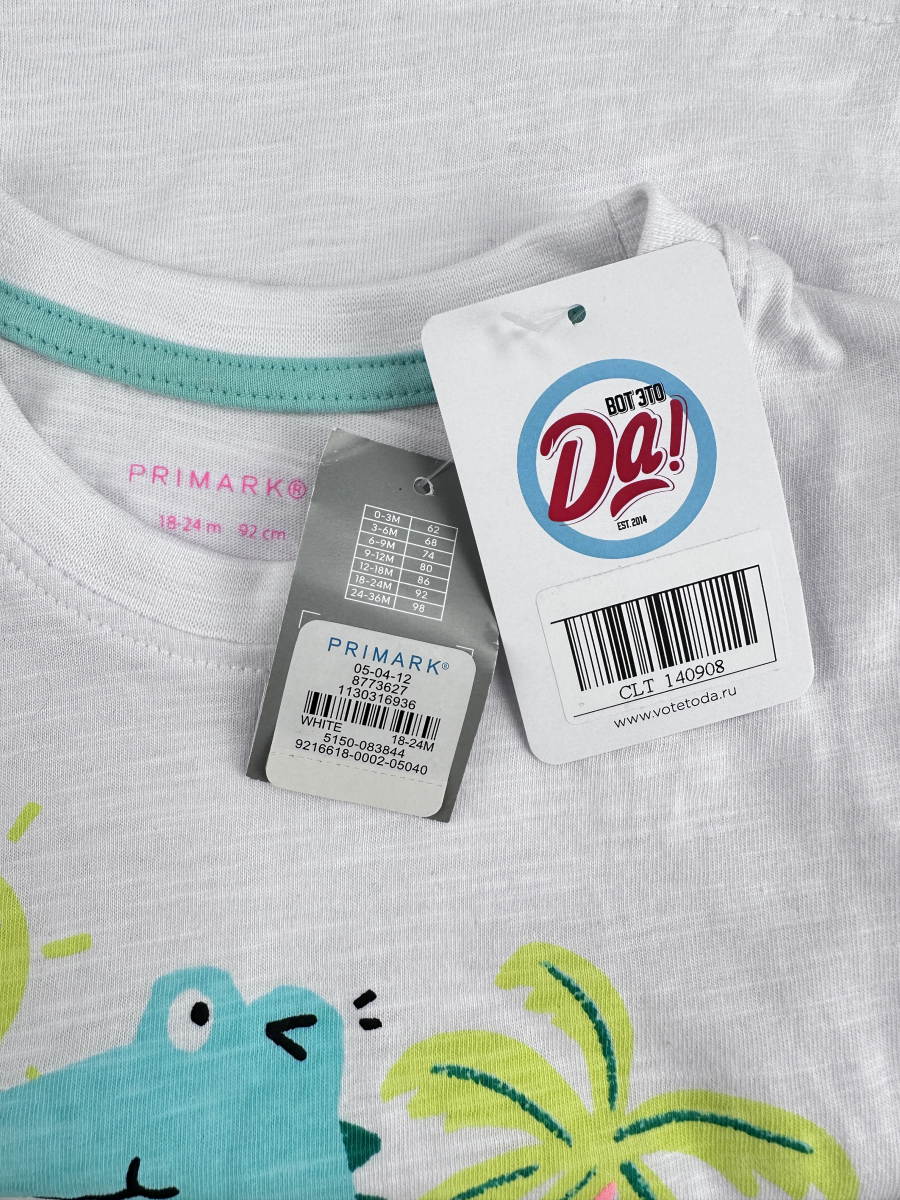 PRIMARK®
18-24 m 92 cm
0-3M 62
3-6M 68
6-9M 74
9-12M 80
12-18M 86
18-24M 92
24-36M 98
PRIMARK®
05-04-12
8773627
1130316936
WHITE 18-24M
5150-083844
9216618-0002-05040
ВОТ ЭТО
Da!
EST. 2014
CLT 140908
www.votetoda.ru